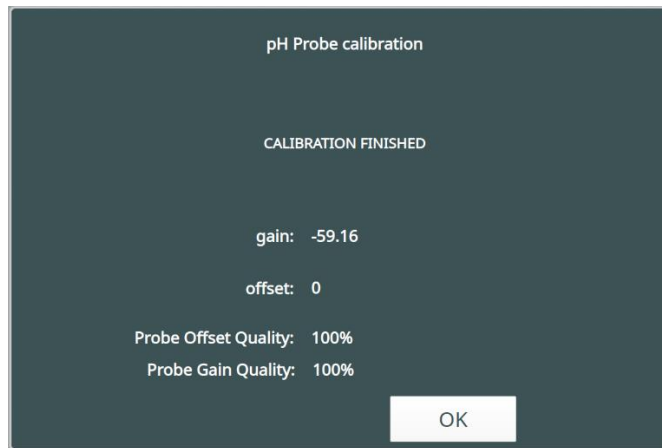 pH Probe calibration
CALIBRATION FINISHED
gain: -59.16
offset: 0
Probe Offset Quality: 100%
Probe Gain Quality: 100%
OK